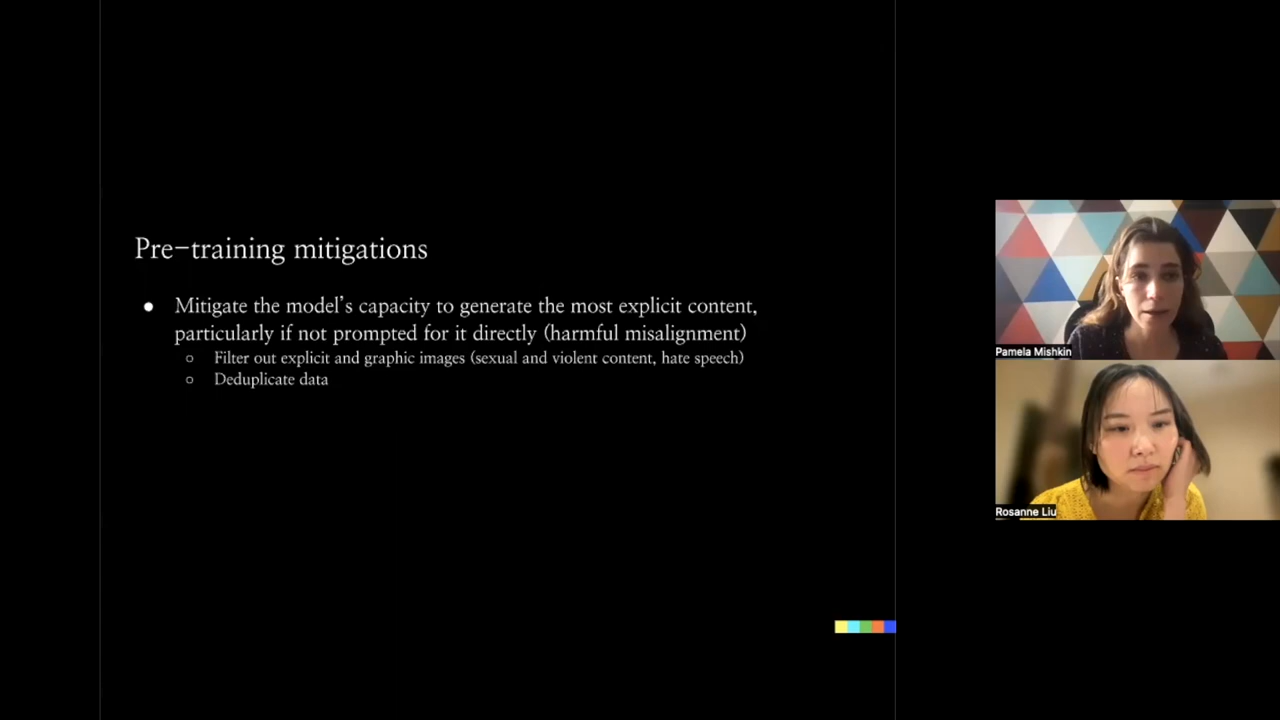 Pre-training mitigations
● Mitigate the model's capacity to generate the most explicit content,
particularly if not prompted for it directly (harmful misalignment)
○ Filter out explicit and graphic images (sexual and violent content, hate speech)
○ Deduplicate data
Pamela Mishkin
Rosanne Liu